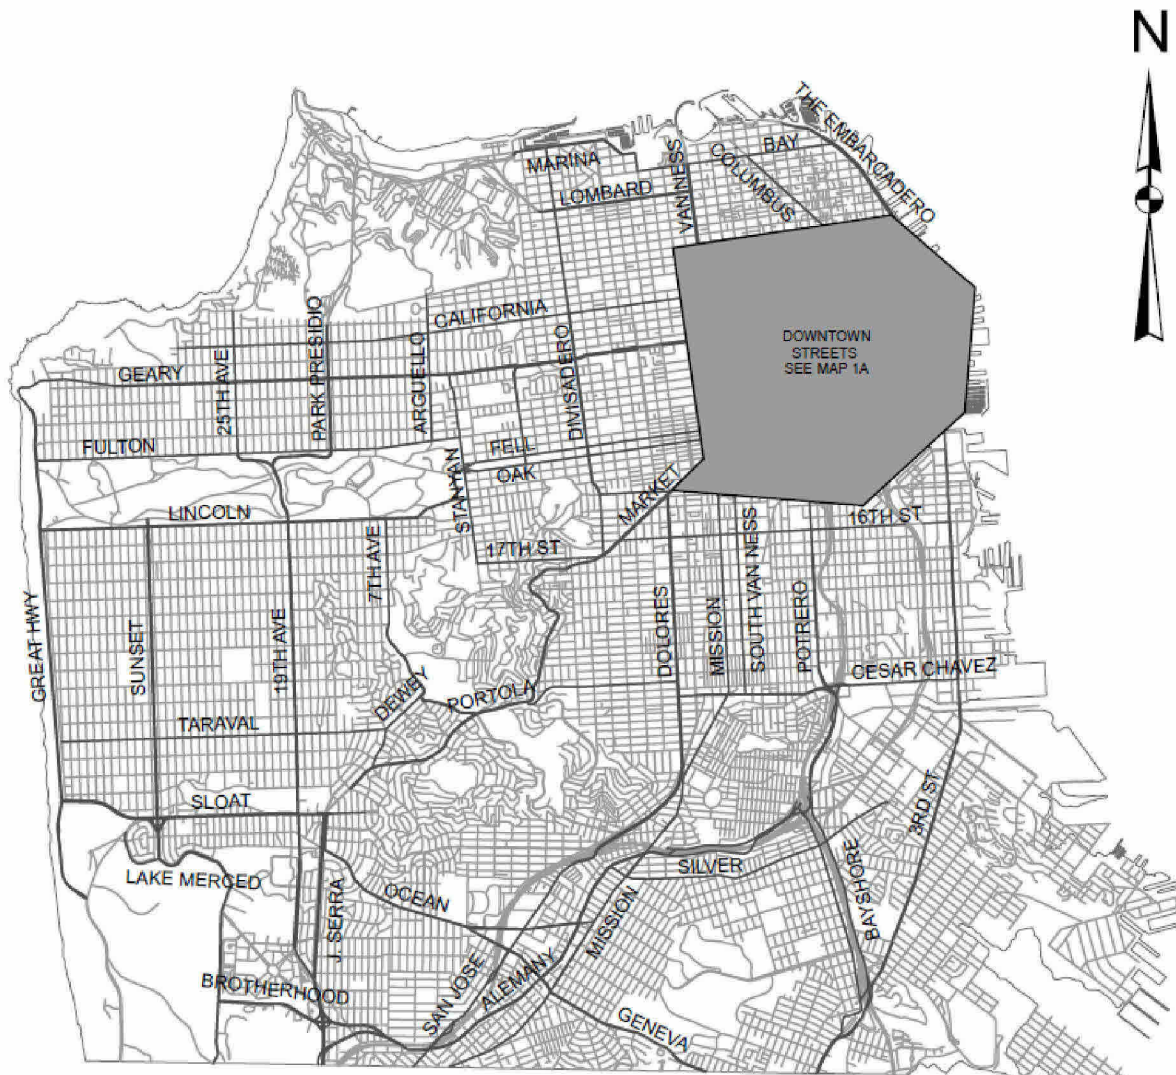 N
THE EMBARCADERO
BAY
COLUMBUS
MARINA
VAN NESS
LOMBARD
CALIFORNIA
PARK PRESIDIO
DOWNTOWN
STREETS
SEE MAP 1A
GEARY
25TH AVE
ARGUELLO
DIVISADERO
FULTON
FELL
OAK
STANYAN
MARKET
LINCOLN
16TH ST
17TH ST
7TH AVE
SOUTH VAN NESS
GREAT HWY
SUNSET
19TH AVE
DOLORES
MISSION
POTRERO
CESAR CHAVEZ
DEWEY
PORTOLA
TARAVAL
SLOAT
3RD ST
SILVER
LAKE MERCED
OCEAN
J. SERRA
BAYSHORE
MISSION
BROTHERHOOD
SAN JOSE
ALEMANY
GENEVA